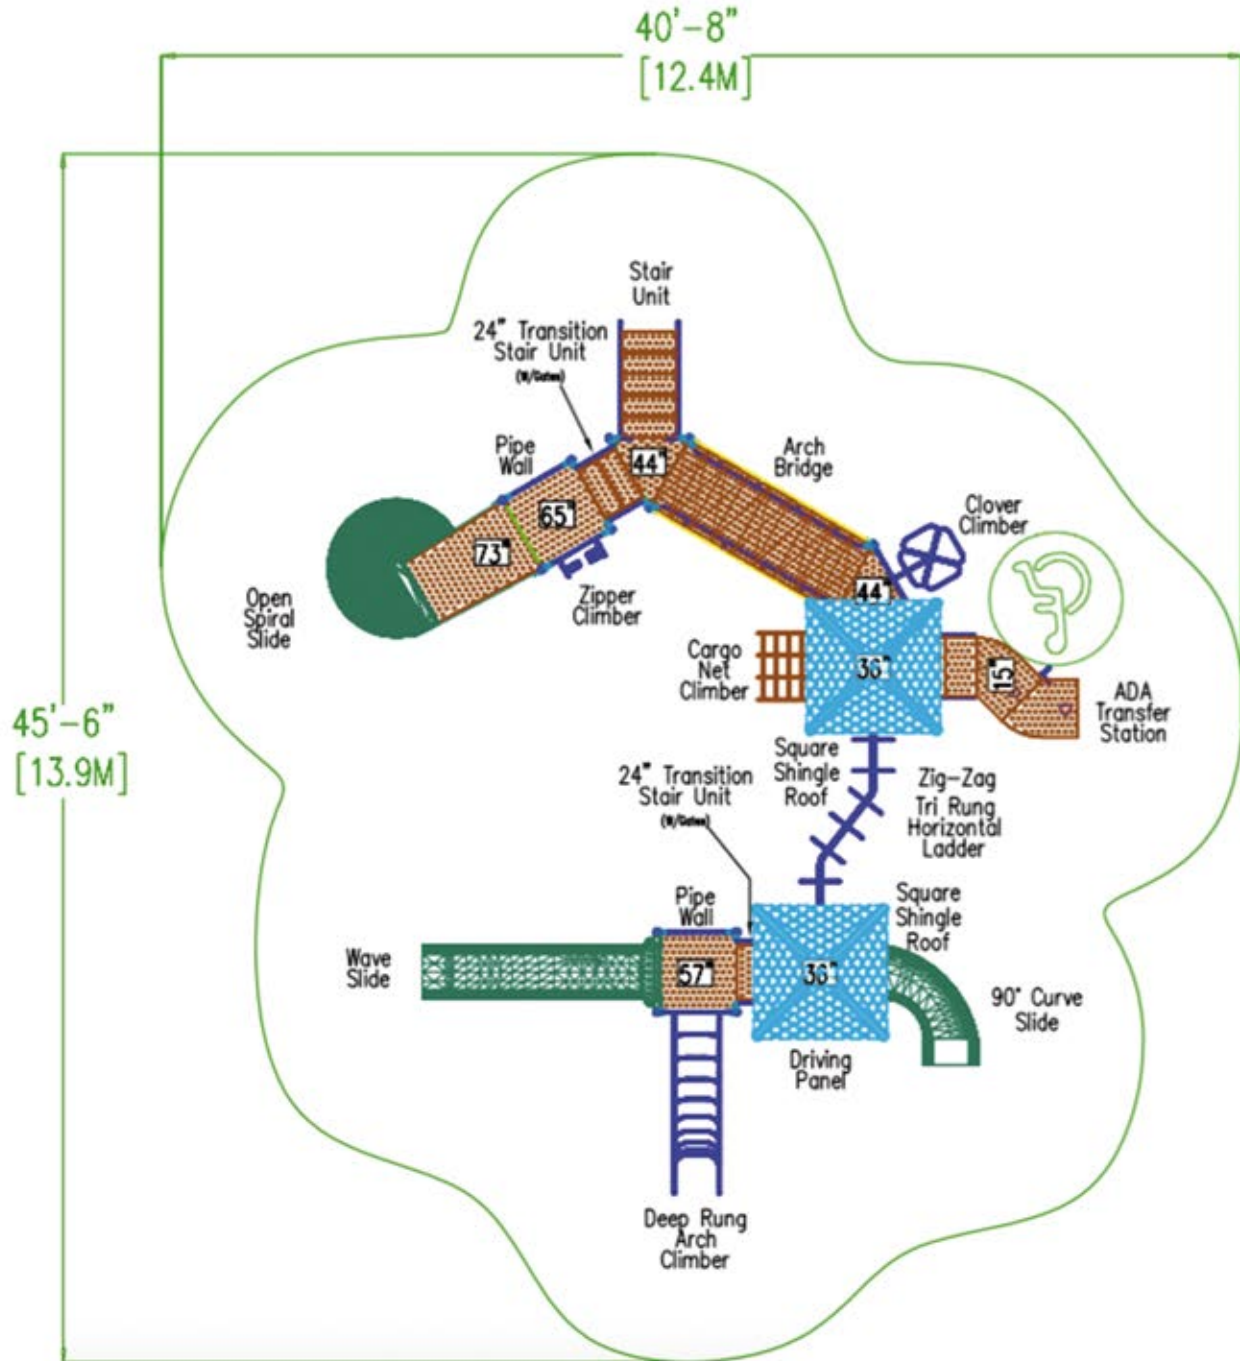 40'-8"
[12.4M]
Stair
Unit
24" Transition
Stair Unit
(W/Gates)
Pipe
Wall
44"
Arch
Bridge
65"
73"
Clover
Climber
Open
Spiral
Slide
Zipper
Climber
44"
Cargo
Net
Climber
36"
15"
ADA
Transfer
Station
45'-6"
[13.9M]
Square
Shingle
Roof
24" Transition
Stair Unit
(W/Gates)
Zig-Zag
Tri Rung
Horizontal
Ladder
Pipe
Wall
Square
Shingle
Roof
Wave
Slide
57"
36"
90° Curve
Slide
Driving
Panel
Deep Rung
Arch
Climber